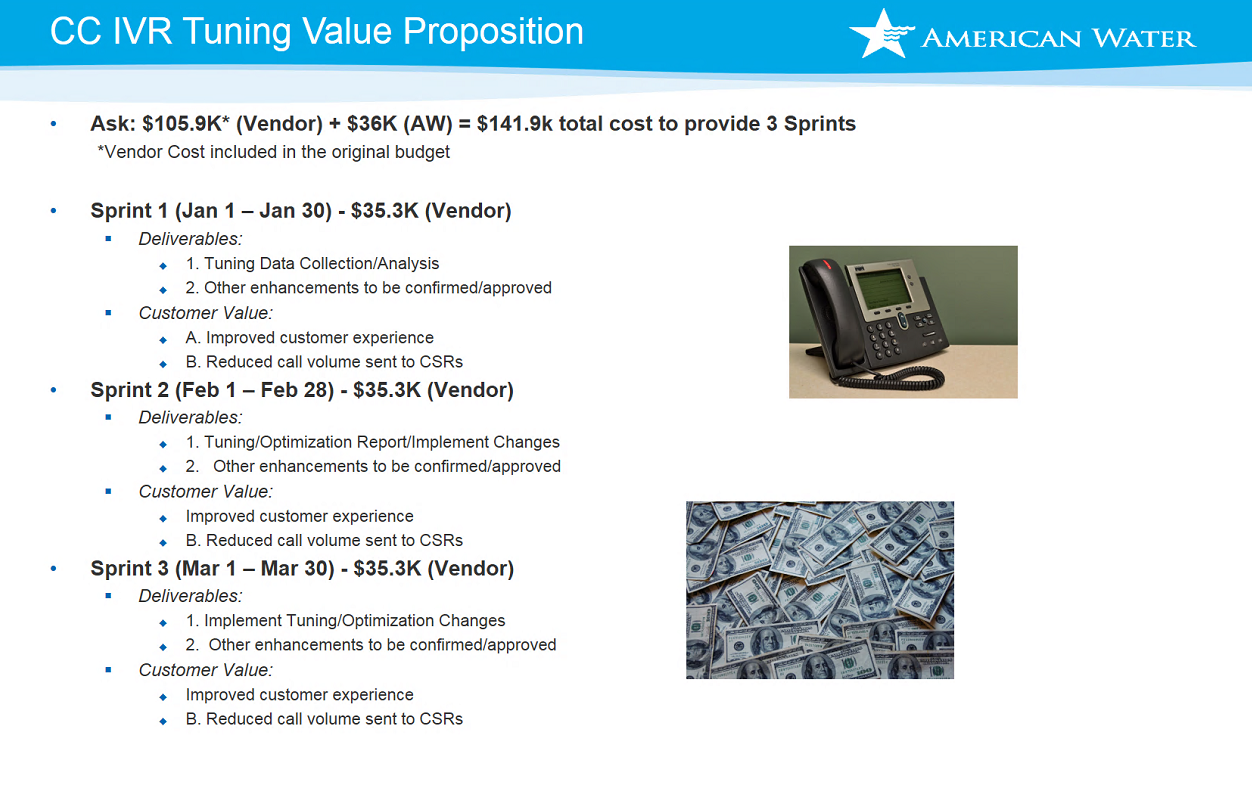 CC IVR Tuning Value Proposition
AMERICAN WATER
• Ask: $105.9K* (Vendor) + $36K (AW) = $141.9k total cost to provide 3 Sprints
*Vendor Cost included in the original budget
• Sprint 1 (Jan 1 – Jan 30) - $35.3K (Vendor)
▪ Deliverables:
◆ 1. Tuning Data Collection/Analysis
◆ 2. Other enhancements to be confirmed/approved
▪ Customer Value:
◆ A. Improved customer experience
◆ B. Reduced call volume sent to CSRs
• Sprint 2 (Feb 1 – Feb 28) - $35.3K (Vendor)
▪ Deliverables:
◆ 1. Tuning/Optimization Report/Implement Changes
◆ 2. Other enhancements to be confirmed/approved
▪ Customer Value:
◆ Improved customer experience
◆ B. Reduced call volume sent to CSRs
• Sprint 3 (Mar 1 – Mar 30) - $35.3K (Vendor)
▪ Deliverables:
◆ 1. Implement Tuning/Optimization Changes
◆ 2. Other enhancements to be confirmed/approved
▪ Customer Value:
◆ Improved customer experience
◆ B. Reduced call volume sent to CSRs